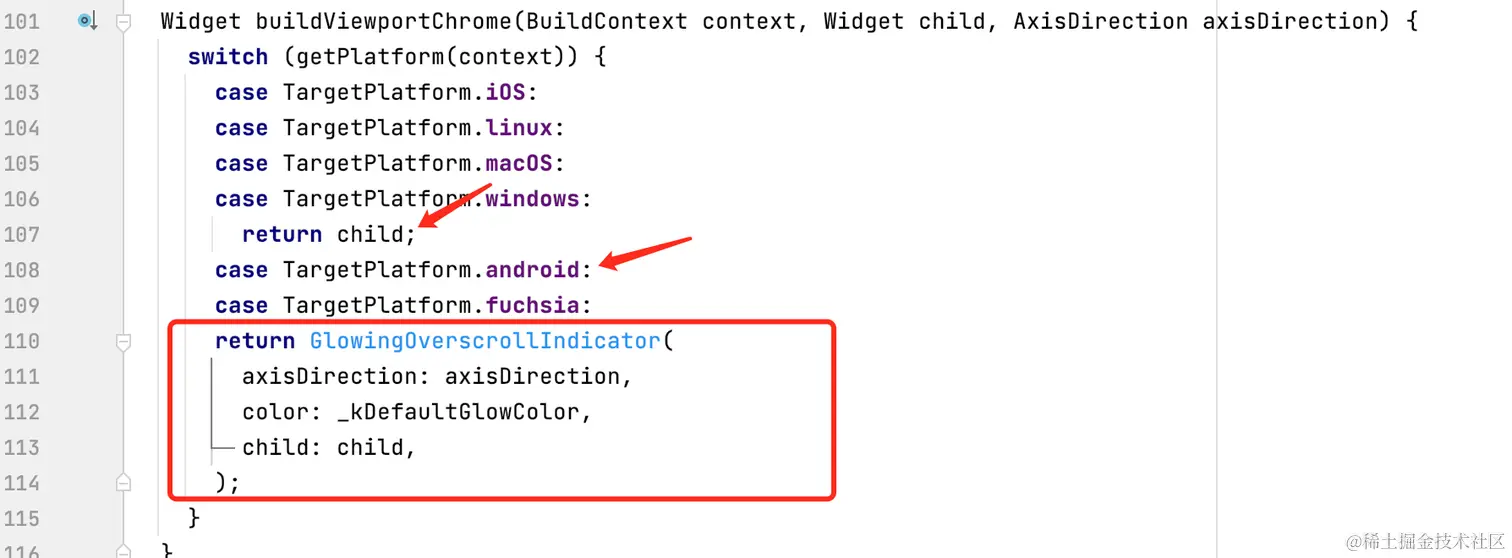 101 Widget buildViewportChrome(BuildContext context, Widget child, AxisDirection axisDirection) {
102 switch (getPlatform(context)) {
103 case TargetPlatform.iOS:
104 case TargetPlatform.linux:
105 case TargetPlatform.macOS:
106 case TargetPlatform.windows:
107 return child;
108 case TargetPlatform.android:
109 case TargetPlatform.fuchsia:
110 return GlowingOverscrollIndicator(
111 axisDirection: axisDirection,
112 color: _kDefaultGlowColor,
113 child: child,
114 );
115 }
116 }
@稀土掘金技术社区